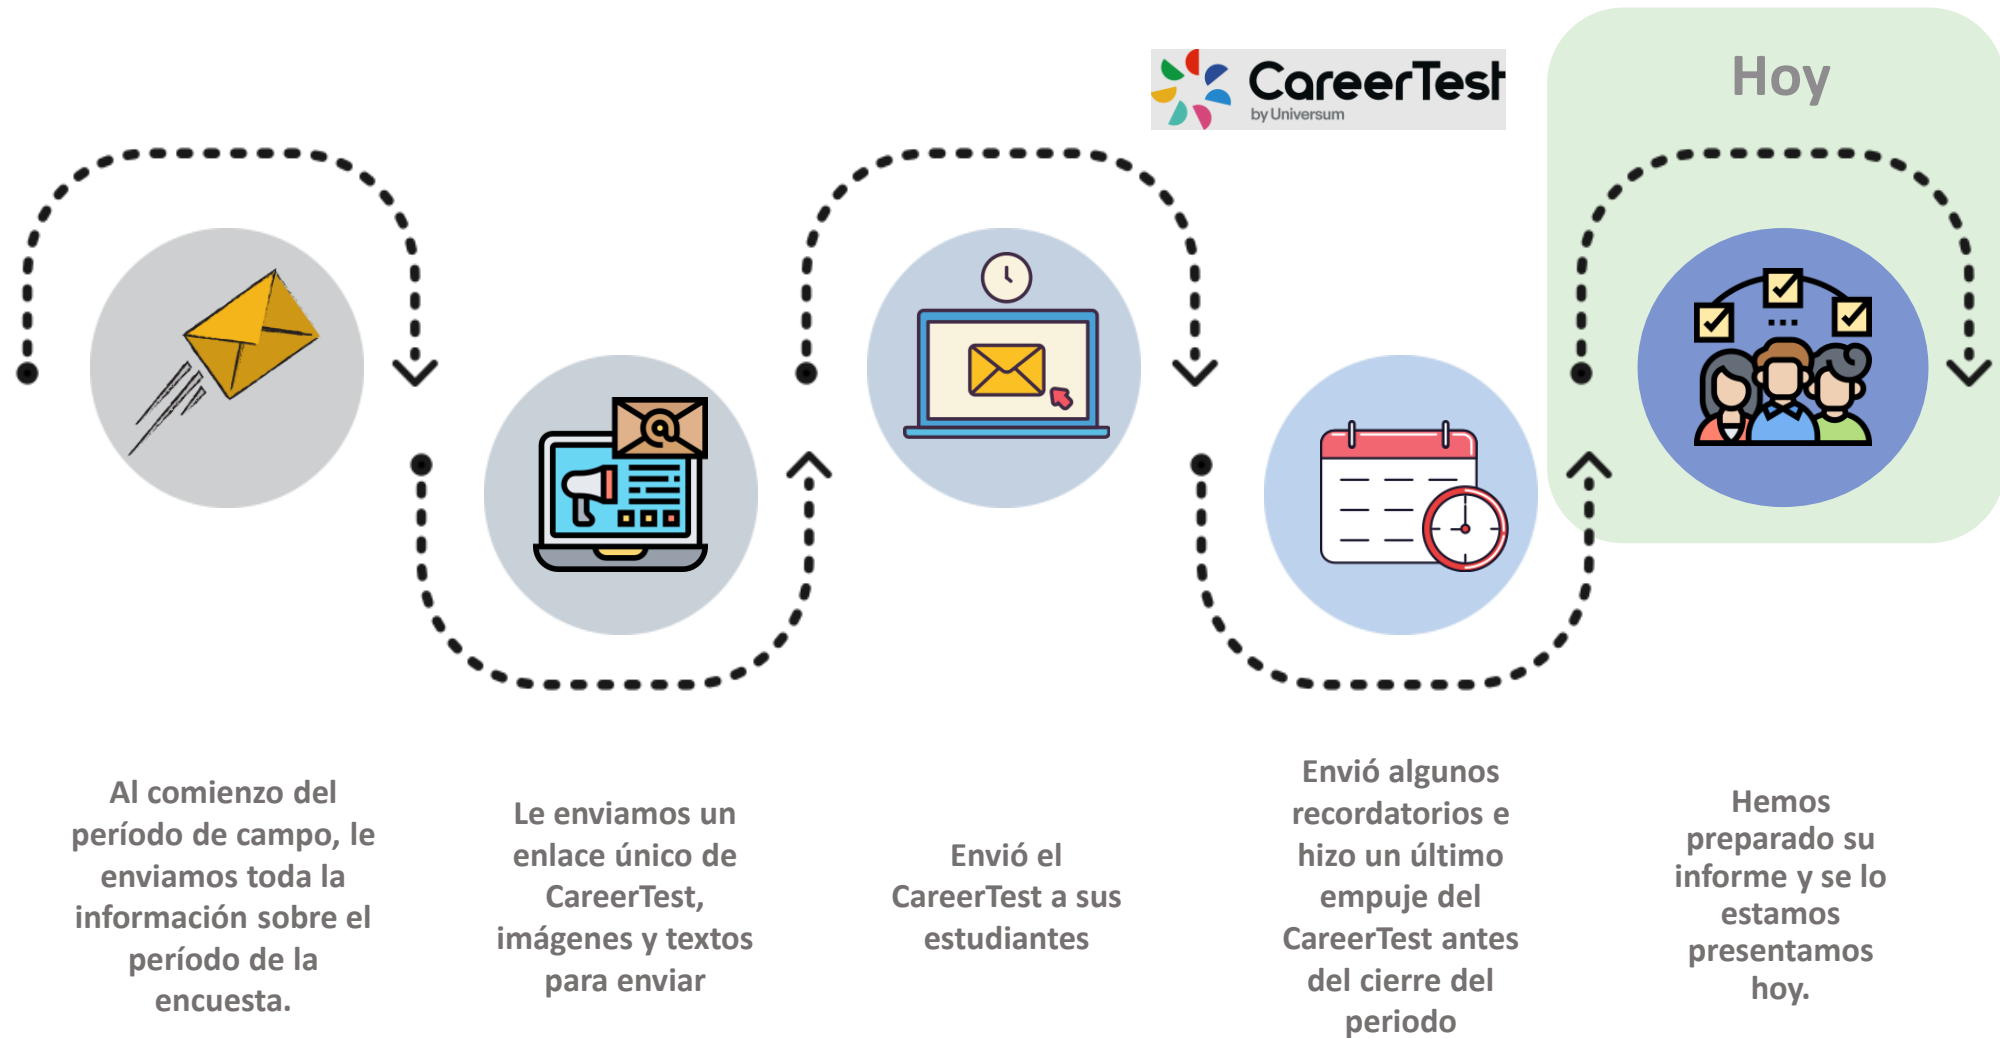 CareerTest
by Universum
Hoy
Al comienzo del
período de campo, le
enviamos toda la
información sobre el
período de la
encuesta.
Le enviamos un
enlace único de
CareerTest,
imágenes y textos
para enviar
Envió el
CareerTest a sus
estudiantes
Envió algunos
recordatorios e
hizo un último
empuje del
CareerTest antes
del cierre del
periodo
Hemos
preparado su
informe y se lo
estamos
presentamos
hoy.